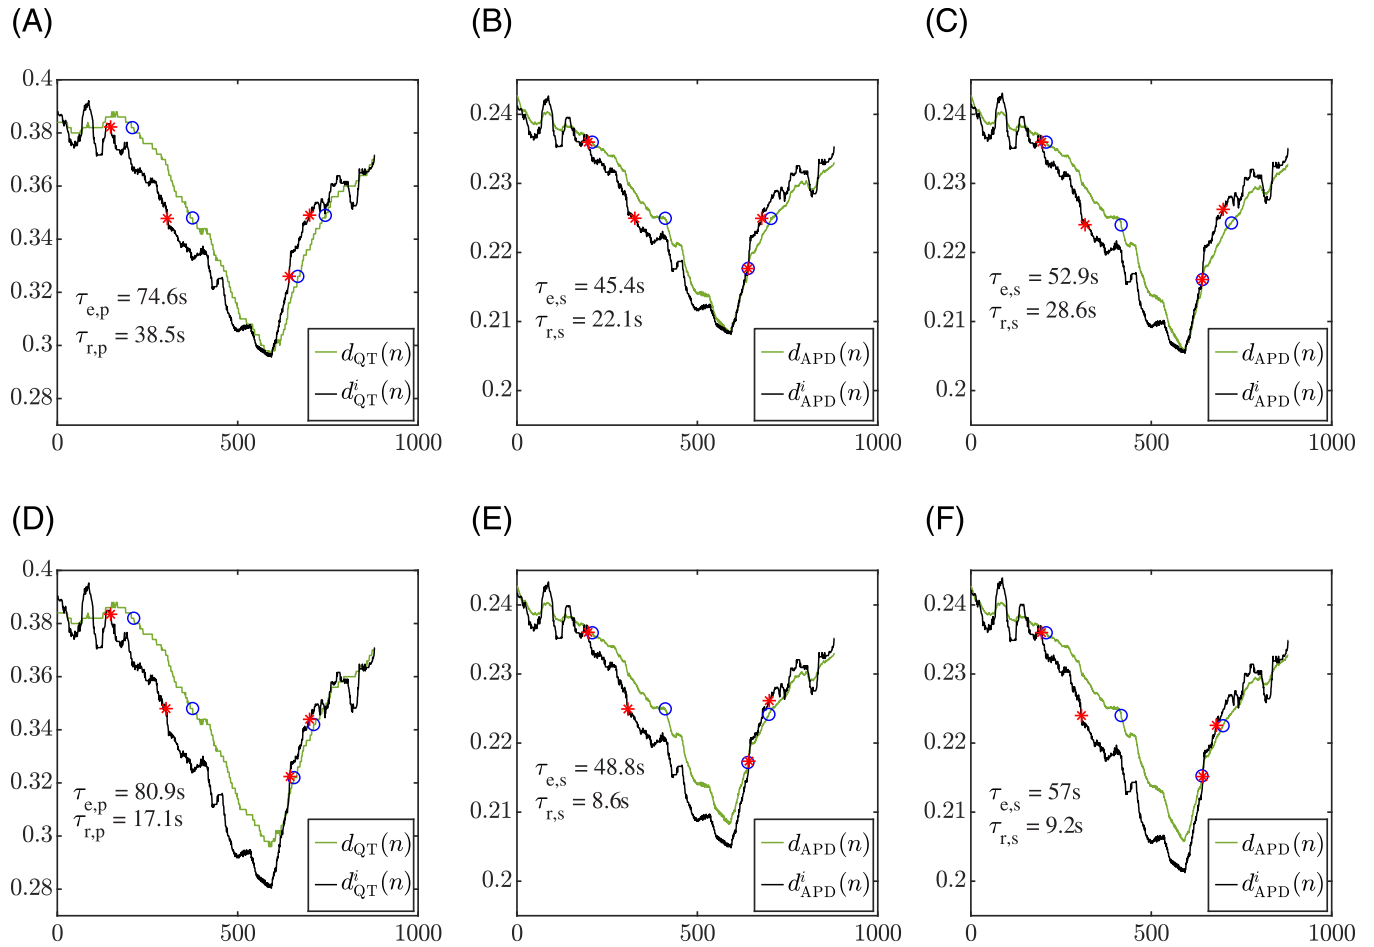 (A)
0.4
0.38
0.36
0.34
0.32
0.3
0.28
τe,p = 74.6s
τr,p = 38.5s
dQT(n)
d^i_QT(n)
0 500 1000
(B)
0.24
0.23
0.22
0.21
0.2
τe,s = 45.4s
τr,s = 22.1s
dAPD(n)
d^i_APD(n)
0 500 1000
(C)
0.24
0.23
0.22
0.21
0.2
τe,s = 52.9s
τr,s = 28.6s
dAPD(n)
d^i_APD(n)
0 500 1000
(D)
0.4
0.38
0.36
0.34
0.32
0.3
0.28
τe,p = 80.9s
τr,p = 17.1s
dQT(n)
d^i_QT(n)
0 500 1000
(E)
0.24
0.23
0.22
0.21
0.2
τe,s = 48.8s
τr,s = 8.6s
dAPD(n)
d^i_APD(n)
0 500 1000
(F)
0.24
0.23
0.22
0.21
0.2
τe,s = 57s
τr,s = 9.2s
dAPD(n)
d^i_APD(n)
0 500 1000